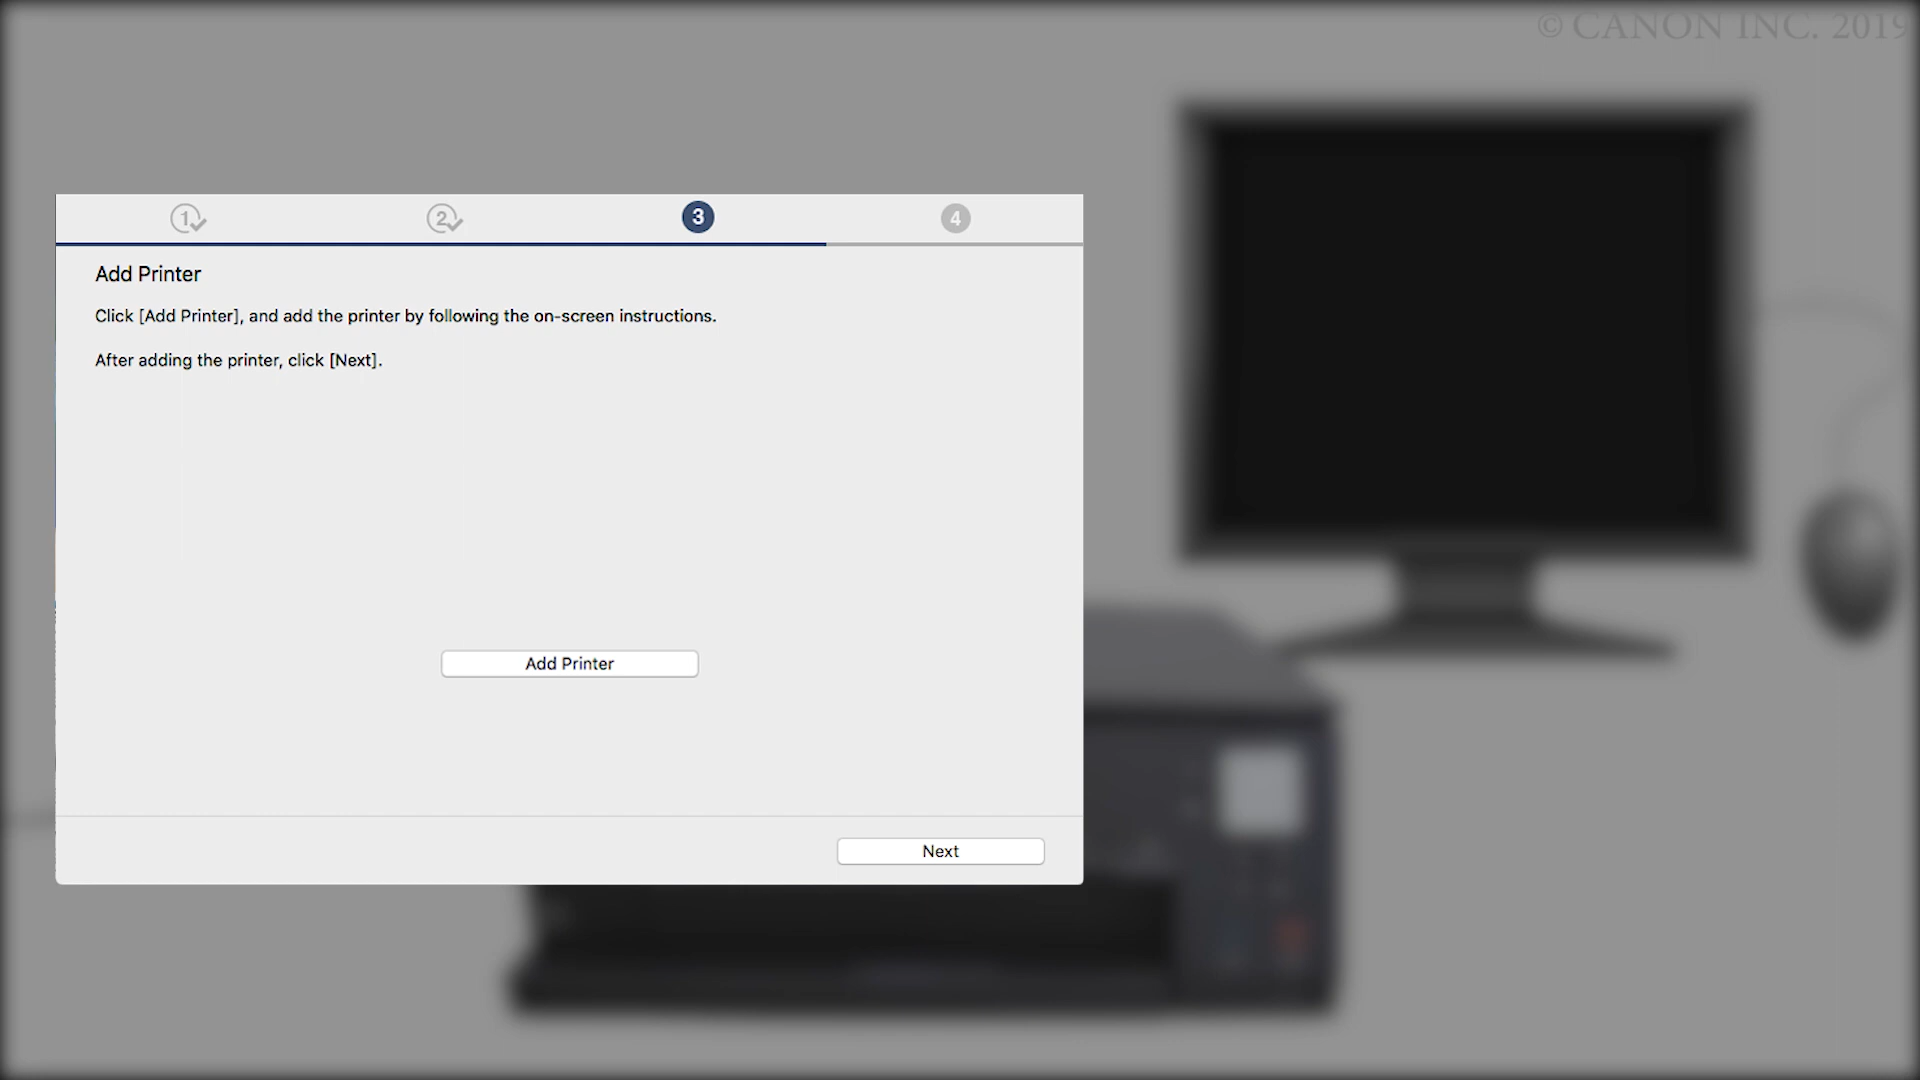 © CANON INC. 2019
1 2 3 4
Add Printer
Click [Add Printer], and add the printer by following the on-screen instructions.
After adding the printer, click [Next].
Add Printer
Next